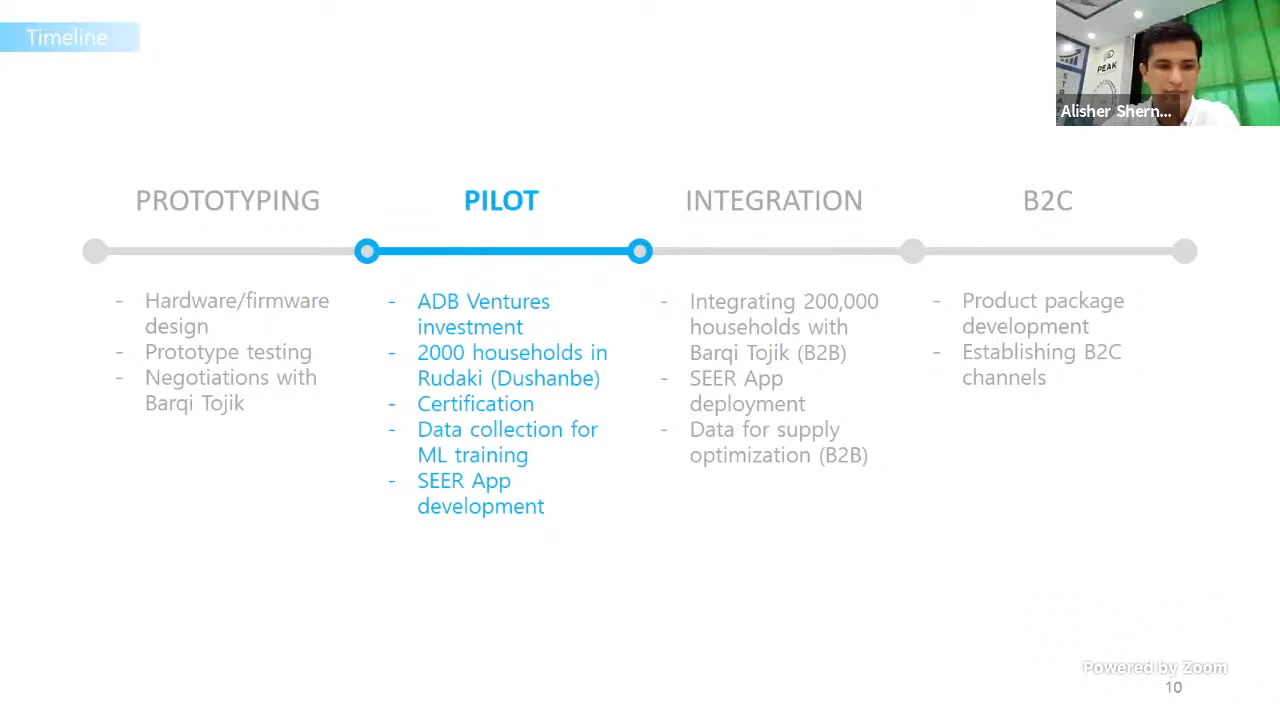 Timeline
PEAK
Alisher Shern...
PROTOTYPING
PILOT
INTEGRATION
B2C
- Hardware/firmware
design
- Prototype testing
- Negotiations with
Barqi Tojik
- ADB Ventures
investment
- 2000 households in
Rudaki (Dushanbe)
- Certification
- Data collection for
ML training
- SEER App
development
- Integrating 200,000
households with
Barqi Tojik (B2B)
- SEER App
deployment
- Data for supply
optimization (B2B)
- Product package
development
- Establishing B2C
channels
Powered by Zoom
10